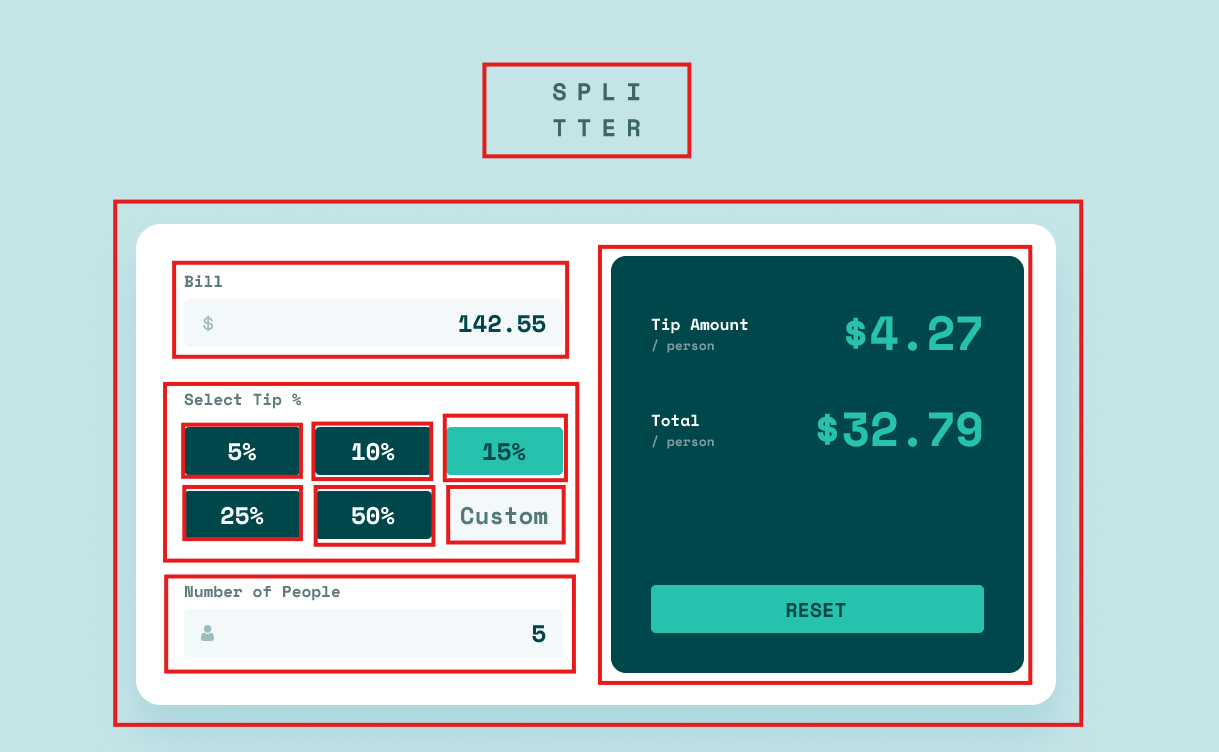 SPLI
TTER
Bill
$ 142.55
Select Tip %
5% 10% 15%
25% 50% Custom
Number of People
5
Tip Amount
/ person
$4.27
Total
/ person
$32.79
RESET